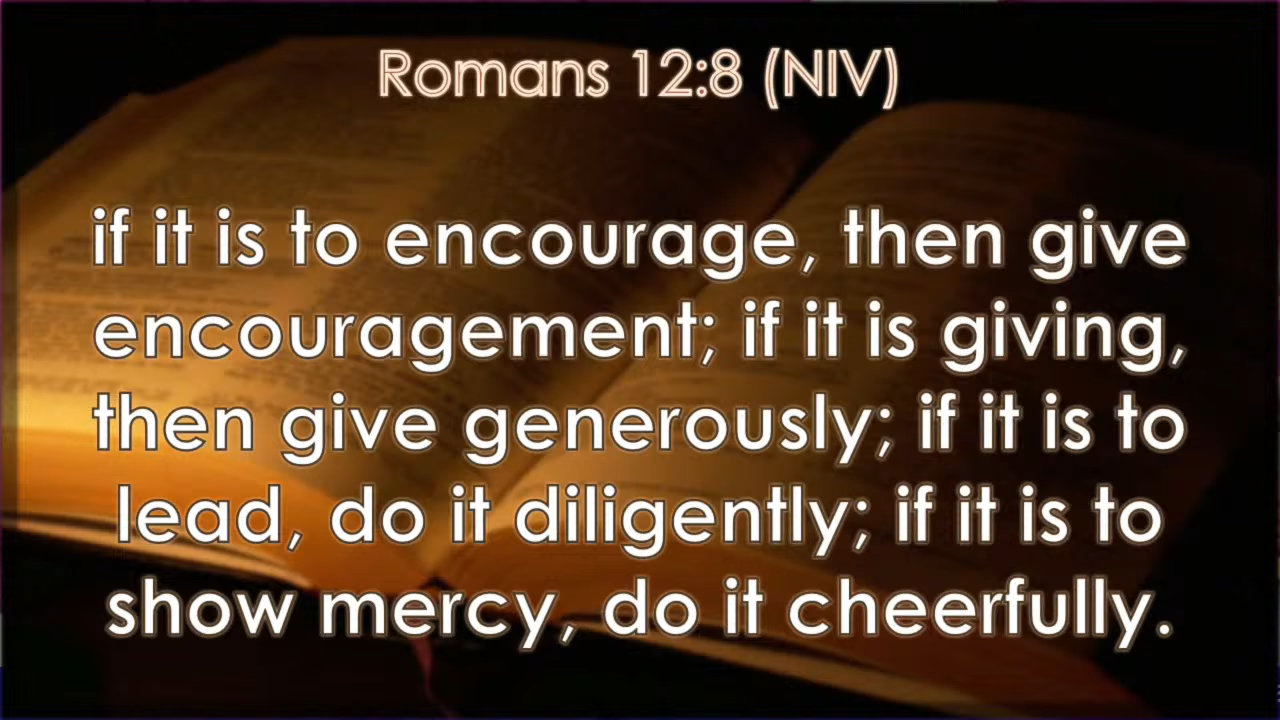 Romans 12:8 (NIV)
if it is to encourage, then give
encouragement; if it is giving,
then give generously; if it is to
lead, do it diligently; if it is to
show mercy, do it cheerfully.